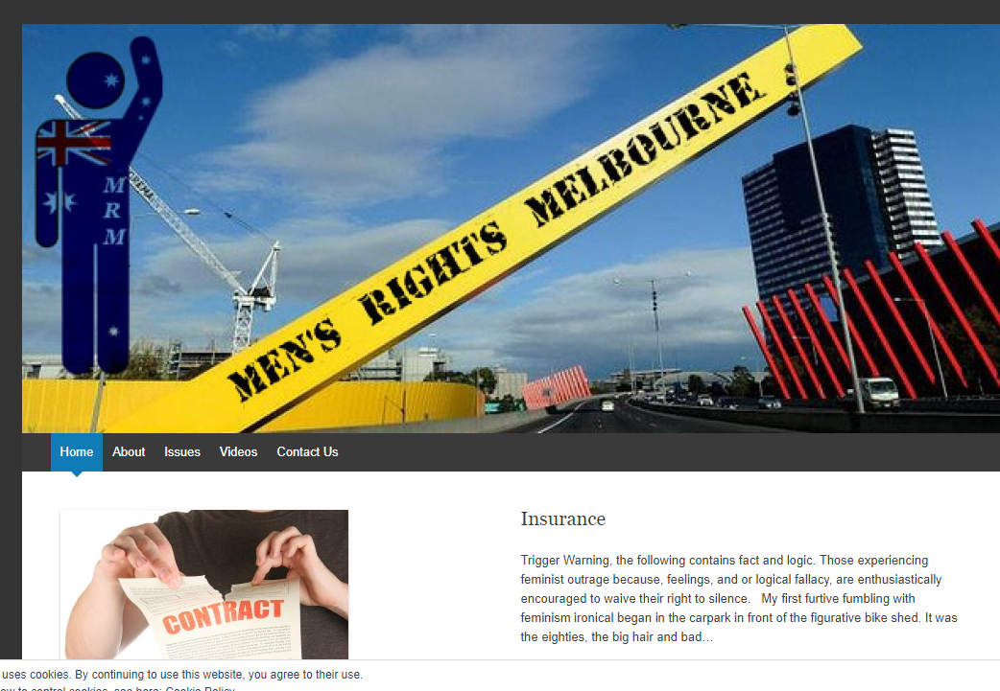 MEN'S RIGHTS MELBOURNE
M
R
M
Home About Issues Videos Contact Us
Insurance
Trigger Warning, the following contains fact and logic. Those experiencing
feminist outrage because, feelings, and or logical fallacy, are enthusiastically
encouraged to waive their right to silence. My first furtive fumbling with
feminism ironical began in the carpark in front of the figurative bike shed. It was
the eighties, the big hair and bad…
CONTRACT
uses cookies. By continuing to use this website, you agree to their use.
ow to control cookies, see here: Cookie Policy